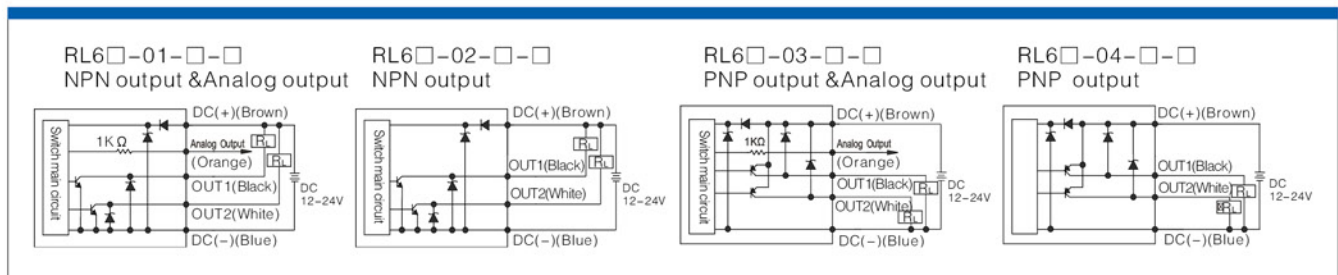 RL6□-01-□-□
NPN output &Analog output
DC(+)(Brown)
Switch main circuit
1KΩ
Analog Output
(Orange)
RL
RL
OUT1(Black)
OUT2(White)
DC
12-24V
DC(-)(Blue)
RL6□-02-□-□
NPN output
DC(+)(Brown)
Switch main circuit
RL
RL
OUT1(Black)
OUT2(White)
DC
12-24V
DC(-)(Blue)
RL6□-03-□-□
PNP output &Analog output
DC(+)(Brown)
Switch main circuit
1KΩ
Analog Output
(Orange)
OUT1(Black)
RL
OUT2(White)
RL
DC
12-24V
DC(-)(Blue)
RL6□-04-□-□
PNP output
DC(+)(Brown)
OUT1(Black)
OUT2(White)
RL
RL
DC
12-24V
DC(-)(Blue)